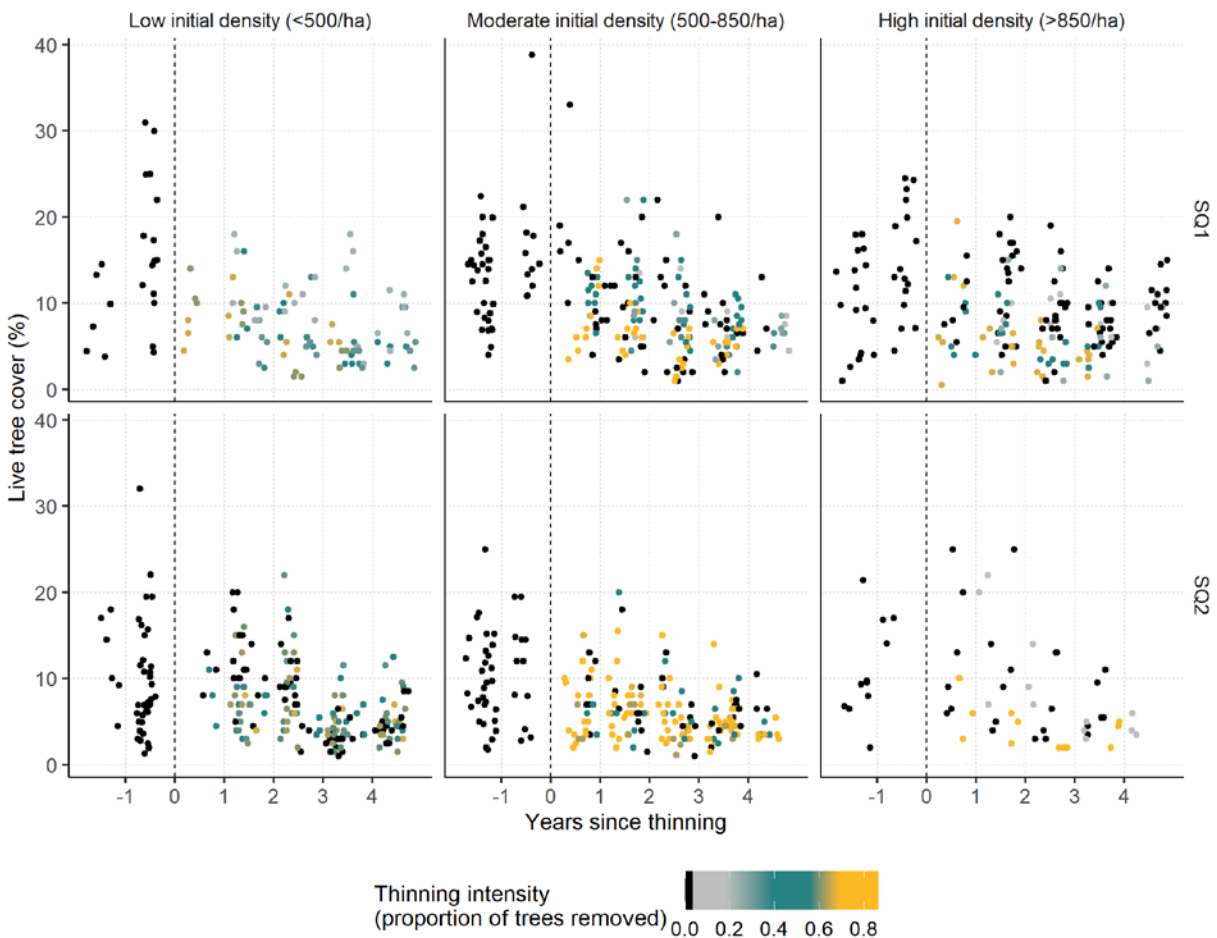 Low initial density (<500/ha)
Moderate initial density (500-850/ha)
High initial density (>850/ha)
40
30
20
10
0
SQ1
Live tree cover (%)
40
30
20
10
0
SQ2
-1 0 1 2 3 4
-1 0 1 2 3 4
-1 0 1 2 3 4
Years since thinning
Thinning intensity
(proportion of trees removed)
0.0 0.2 0.4 0.6 0.8